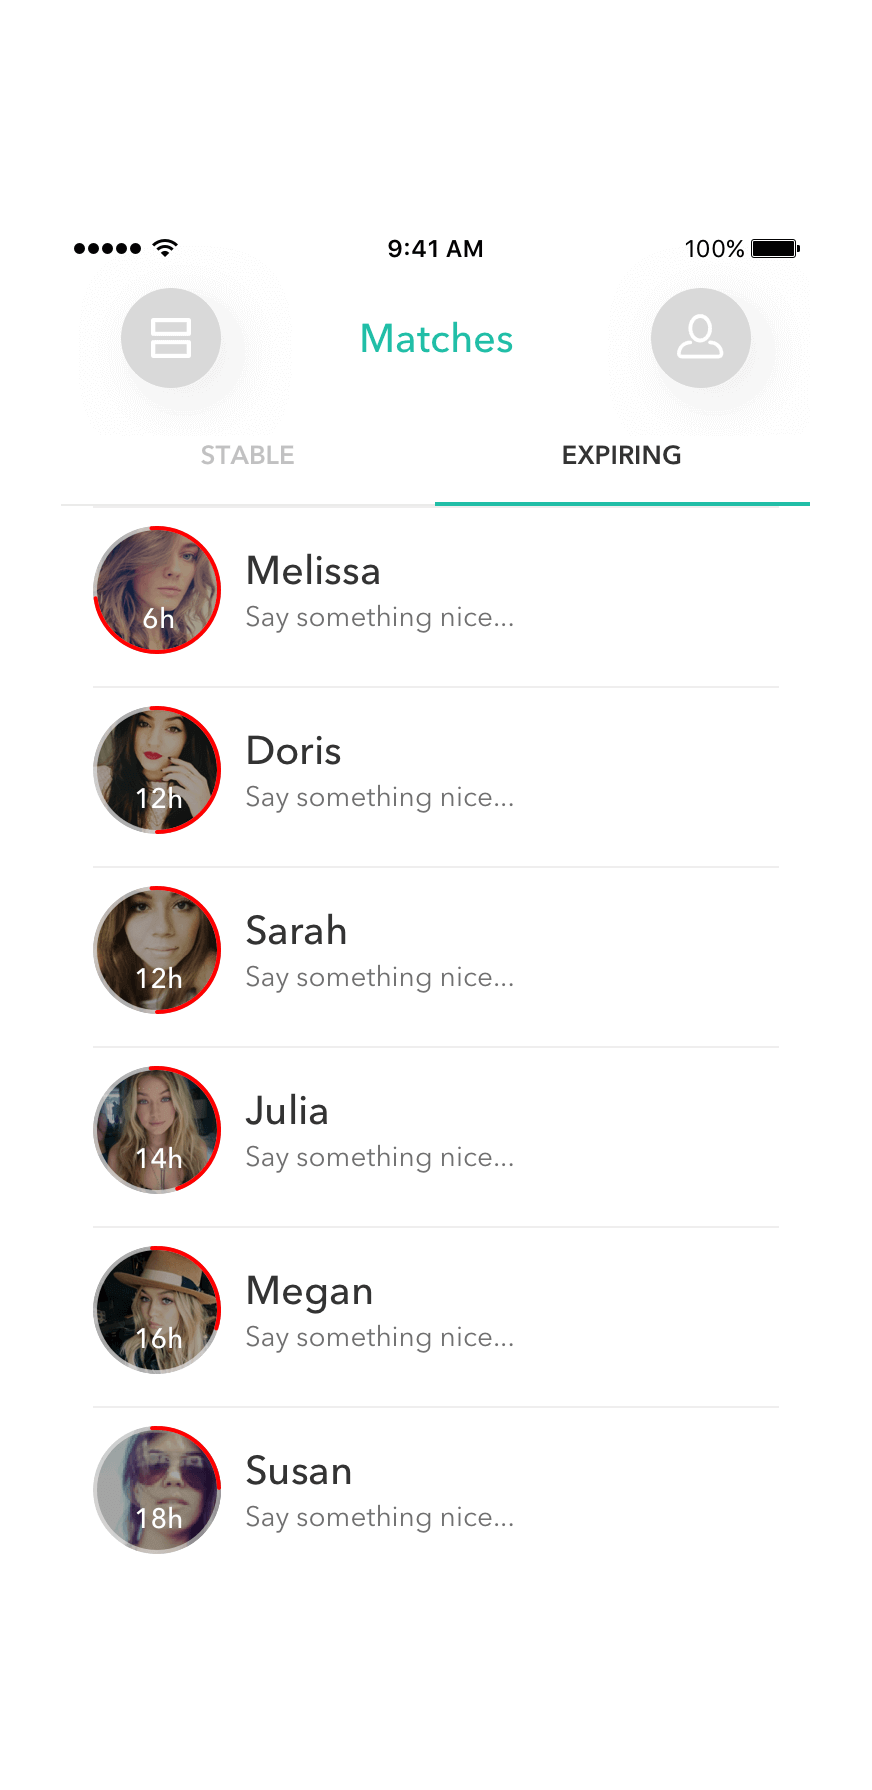 9:41 AM
100%
Matches
STABLE
EXPIRING
Melissa
Say something nice...
6h
Doris
Say something nice...
12h
Sarah
Say something nice...
12h
Julia
Say something nice...
14h
Megan
Say something nice...
16h
Susan
Say something nice...
18h